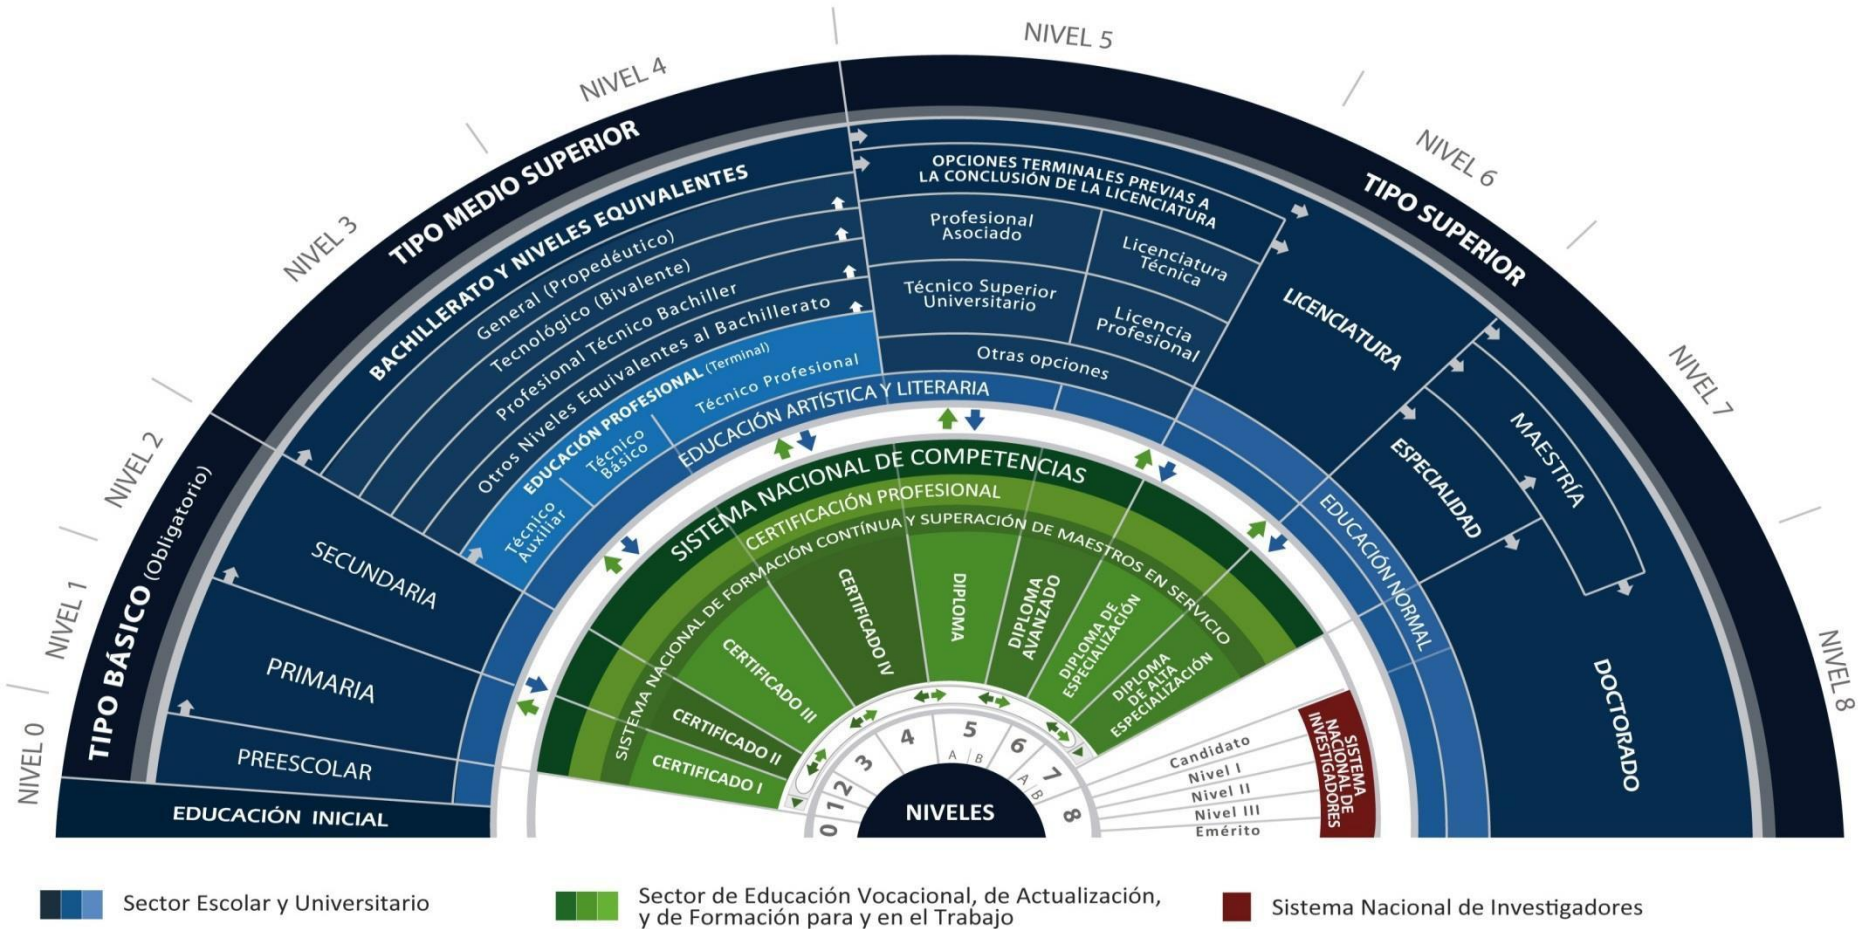 NIVEL 0
NIVEL 1
NIVEL 2
NIVEL 3
NIVEL 4
NIVEL 5
NIVEL 6
NIVEL 7
NIVEL 8
TIPO BÁSICO (Obligatorio)
TIPO MEDIO SUPERIOR
TIPO SUPERIOR
EDUCACIÓN INICIAL
PREESCOLAR
PRIMARIA
SECUNDARIA
BACHILLERATO Y NIVELES EQUIVALENTES
General (Propedéutico)
Tecnológico (Bivalente)
Profesional Técnico Bachiller
Otros Niveles Equivalentes al Bachillerato
EDUCACIÓN PROFESIONAL (Terminal)
Técnico
Auxiliar
Técnico
Básico
Técnico Profesional
OPCIONES TERMINALES PREVIAS A
LA CONCLUSIÓN DE LA LICENCIATURA
Profesional
Asociado
Licenciatura
Técnica
Técnico Superior
Universitario
Licencia
Profesional
Otras opciones
LICENCIATURA
ESPECIALIDAD
MAESTRÍA
DOCTORADO
EDUCACIÓN ARTÍSTICA Y LITERARIA
EDUCACIÓN NORMAL
SISTEMA NACIONAL DE COMPETENCIAS
CERTIFICACIÓN PROFESIONAL
SISTEMA NACIONAL DE FORMACIÓN CONTÍNUA Y SUPERACIÓN DE MAESTROS EN SERVICIO
CERTIFICADO I
CERTIFICADO II
CERTIFICADO III
CERTIFICADO IV
DIPLOMA
DIPLOMA
AVANZADO
DIPLOMA DE
ESPECIALIZACIÓN
DIPLOMA
DE ALTA
ESPECIALIZACIÓN
Candidato
Nivel I
Nivel II
Nivel III
Emérito
SISTEMA
NACIONAL DE
INVESTIGADORES
0
1
2
3
4
5
A | B
6
A | B
7
8
NIVELES
Sector Escolar y Universitario
Sector de Educación Vocacional, de Actualización,
y de Formación para y en el Trabajo
Sistema Nacional de Investigadores